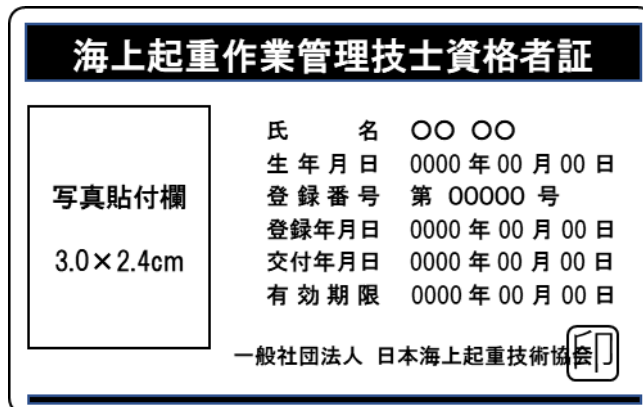 海上起重作業管理技士資格者証
写真貼付欄
3.0×2.4cm
氏名 〇〇 〇〇
生年月日 0000年00月00日
登録番号 第 00000 号
登録年月日 0000年00月00日
交付年月日 0000年00月00日
有効期限 0000年00月00日
一般社団法人 日本海上起重技術協会 印